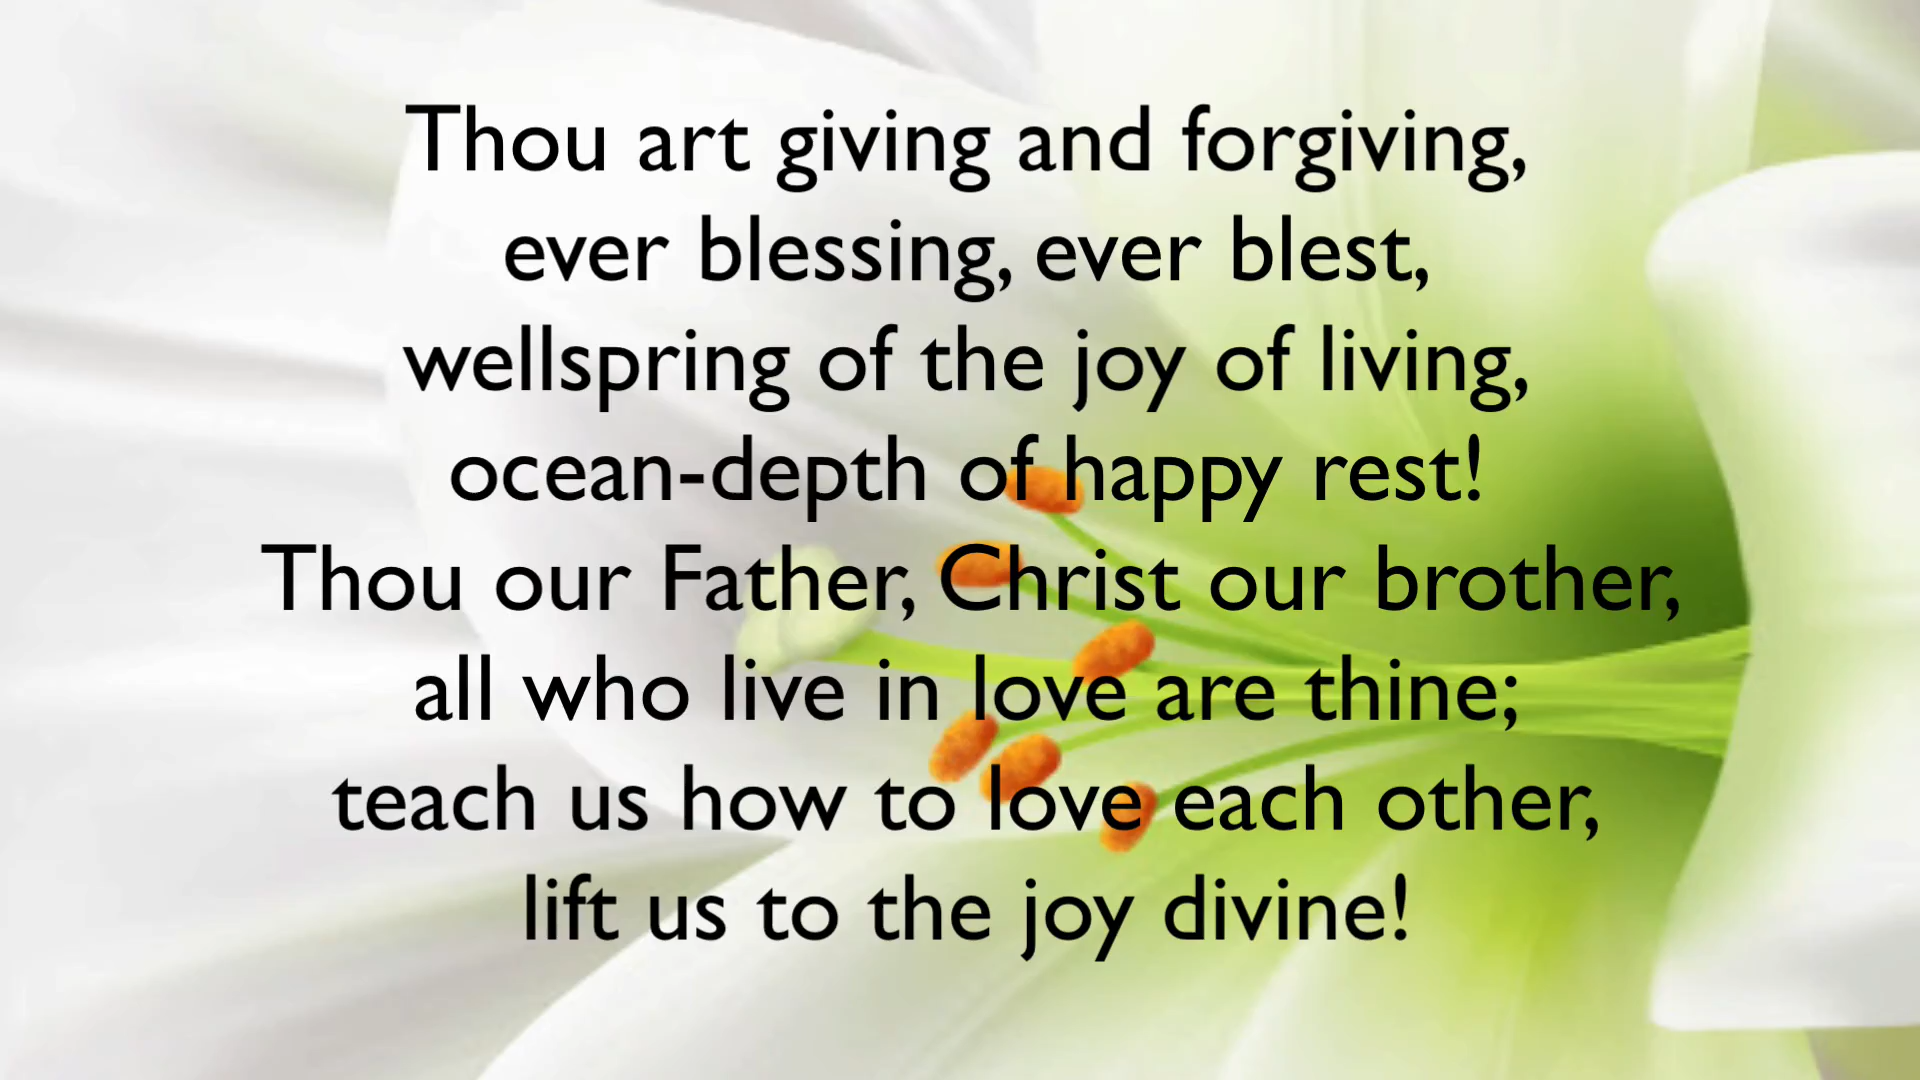 Thou art giving and forgiving,
ever blessing, ever blest,
wellspring of the joy of living,
ocean-depth of happy rest!
Thou our Father, Christ our brother,
all who live in love are thine;
teach us how to love each other,
lift us to the joy divine!